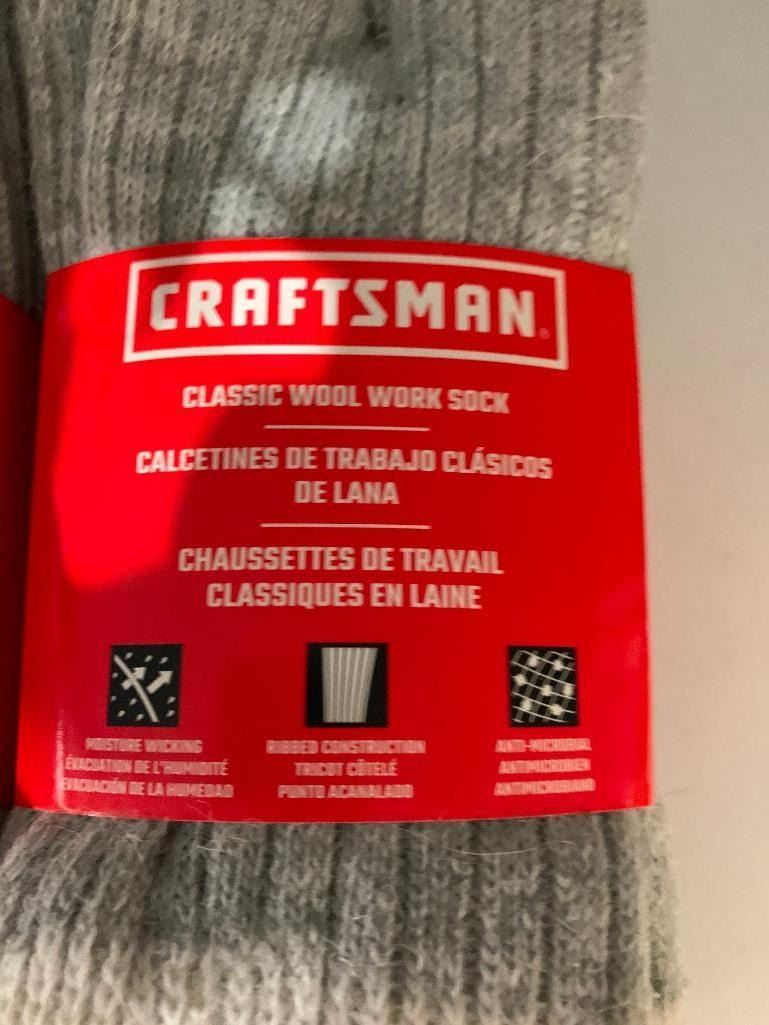 CRAFTSMAN®
CLASSIC WOOL WORK SOCK
CALCETINES DE TRABAJO CLÁSICOS
DE LANA
CHAUSSETTES DE TRAVAIL
CLASSIQUES EN LAINE
MOISTURE WICKING
ÉVACUATION DE L'HUMIDITÉ
EVACUACIÓN DE LA HUMEDAD
RIBBED CONSTRUCTION
TRICOT CÔTELÉ
PUNTO ACANALADO
ANTI-MICROBIAL
ANTIMICROBIEN
ANTIMICROBIANO